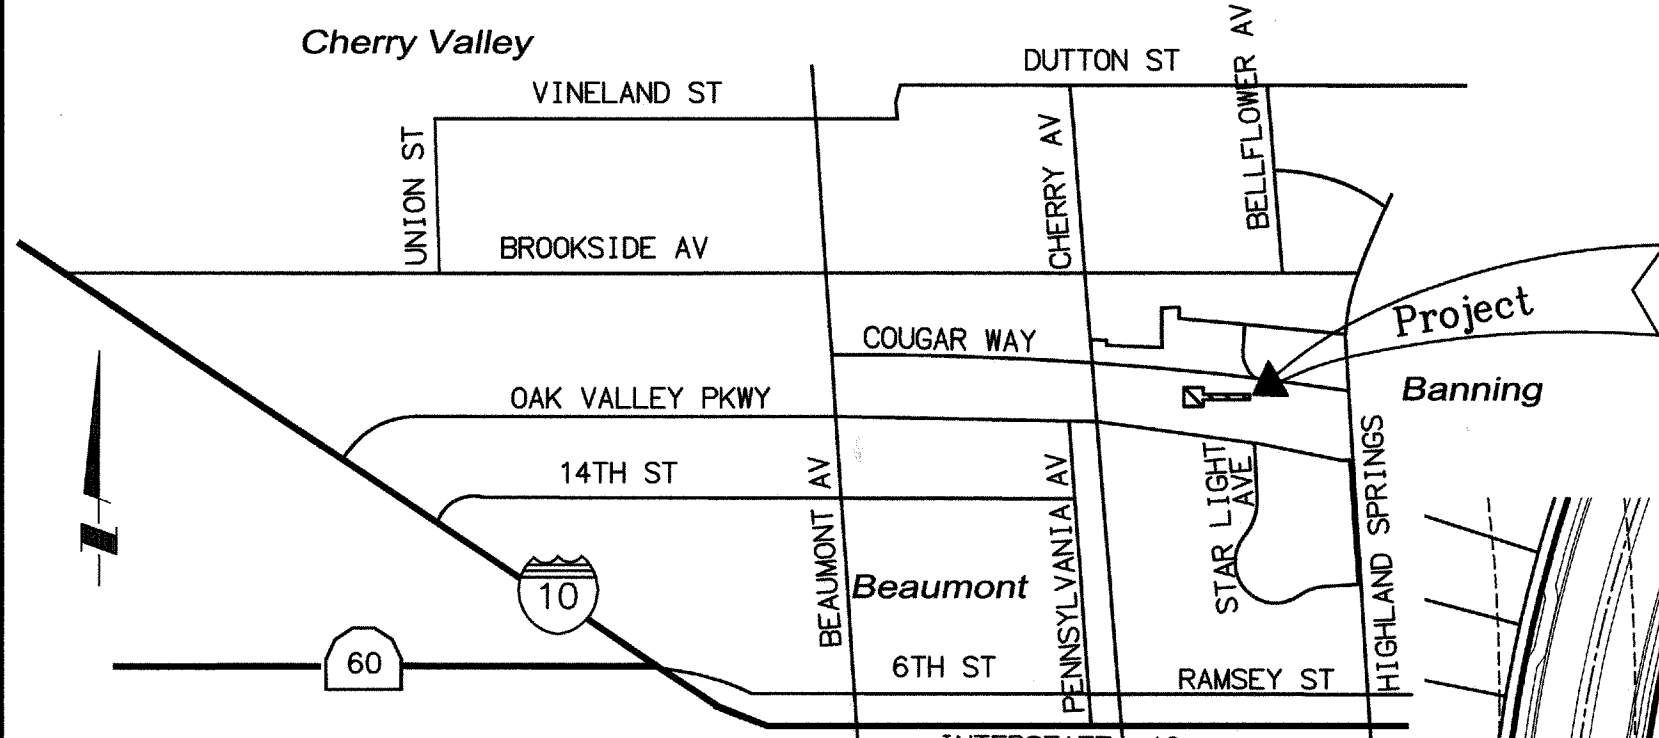 Cherry Valley
DUTTON ST
BELLFLOWER AV
VINELAND ST
UNION ST
CHERRY AV
BROOKSIDE AV
Project
COUGAR WAY
Banning
OAK VALLEY PKWY
14TH ST
BEAUMONT AV
PENNSYLVANIA AV
STAR LIGHT
AVE
HIGHLAND SPRINGS
N
10
Beaumont
60
6TH ST
RAMSEY ST
INTERSTATE 10